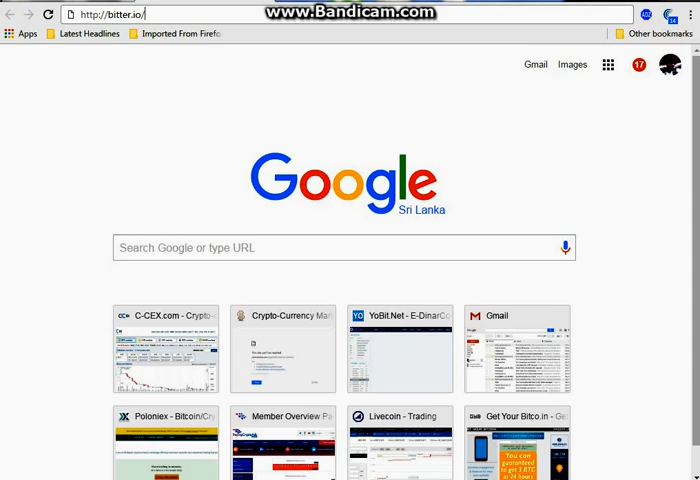 www.Bandicam.com
http://bitter.io/
ADZ
14
Apps
Latest Headlines
Imported From Firefo
Other bookmarks
Gmail
Images
17
Google
Sri Lanka
Search Google or type URL
C-CEX.com - Crypto-c
Crypto-Currency Mar
YoBit.Net - E-DinarCo
Gmail
Poloniex - Bitcoin/Cry
Member Overview Pa
Livecoin - Trading
Get Your Bitco.in - Ge
You can
guaranteed
to get 3 BTC
in 24 hours